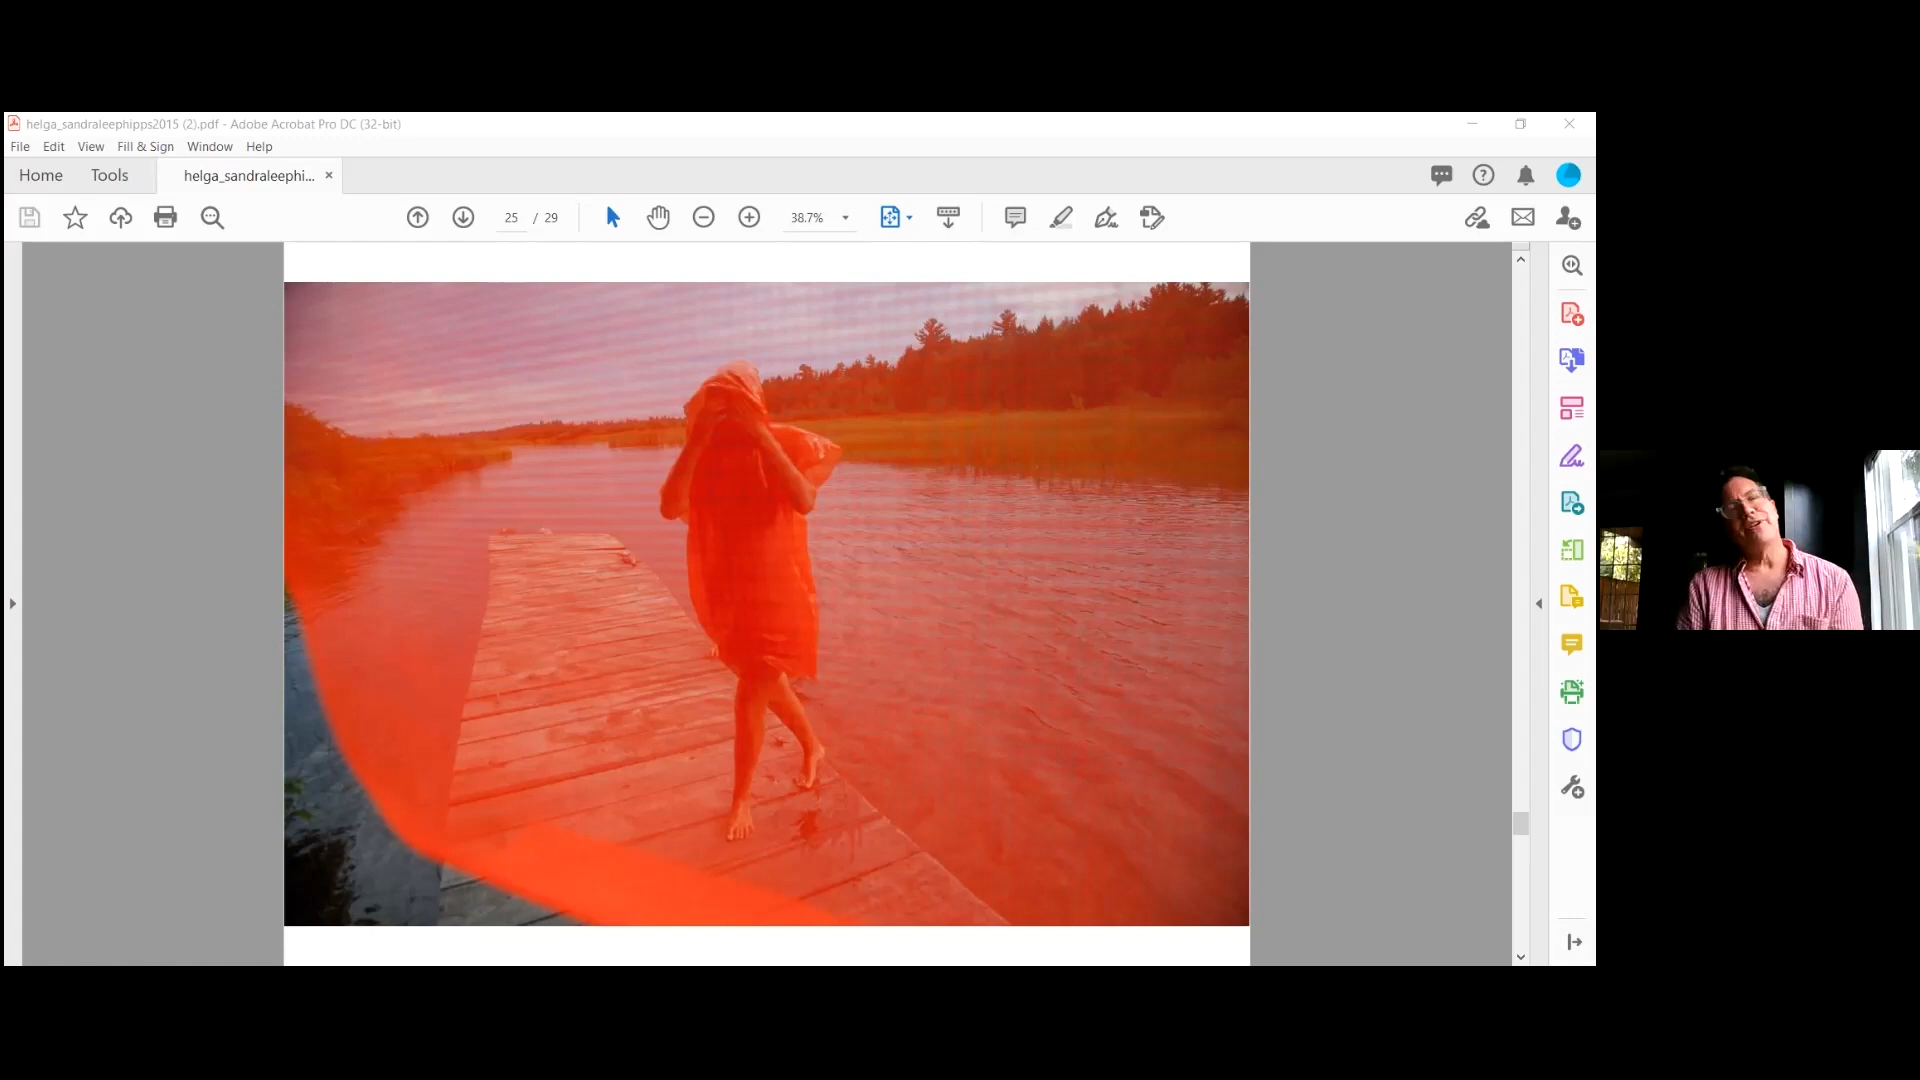 helga_sandraleephipps2015 (2).pdf - Adobe Acrobat Pro DC (32-bit)
File Edit View Fill & Sign Window Help
Home Tools helga_sandraleephi... ×
25 / 29 38.7%